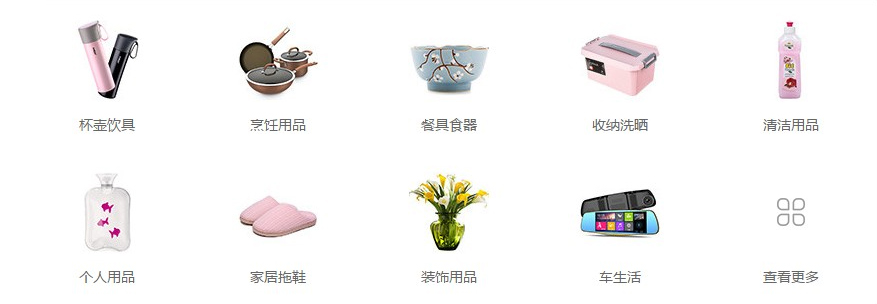 杯壶饮具
烹饪用品
餐具食器
收纳洗晒
清洁用品
个人用品
家居拖鞋
装饰用品
车生活
查看更多